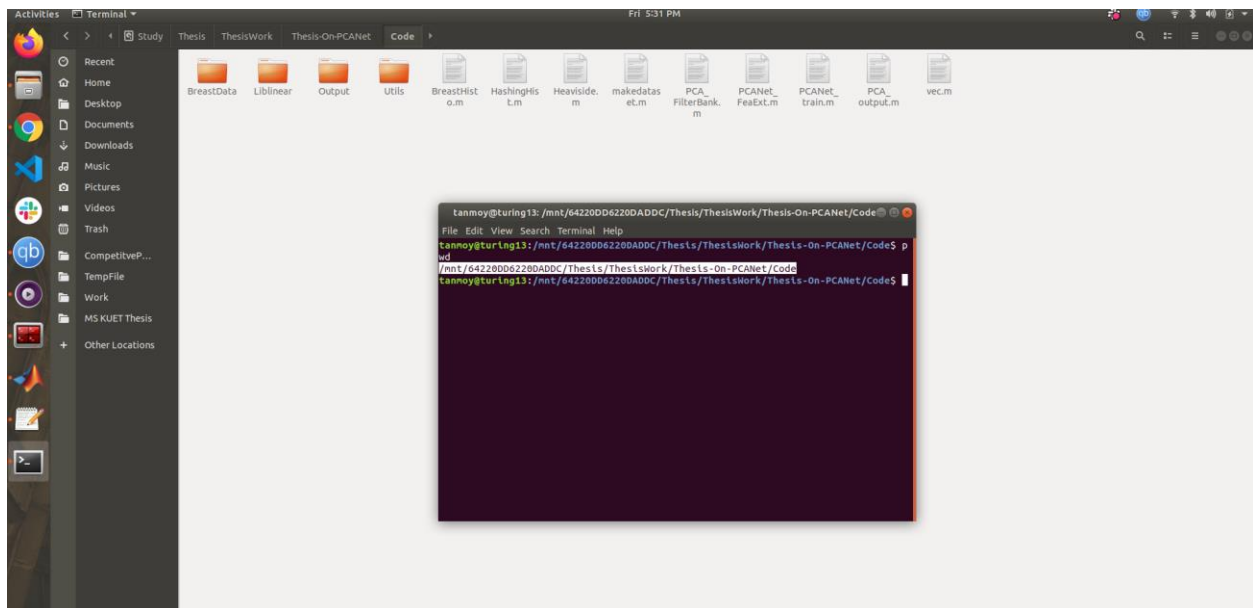 Activities Terminal Fri 5:31 PM
Study Thesis ThesisWork Thesis-On-PCANet Code
Recent
Home
Desktop
Documents
Downloads
Music
Pictures
Videos
Trash
CompetitveP...
TempFile
Work
MS KUET Thesis
+ Other Locations
BreastData Liblinear Output Utils BreastHist HashingHis Heaviside. makedatas PCA_ PCANet_ PCANet_ PCA_ vec.m
o.m t.m m et.m FilterBank. FeaExt.m train.m output.m
m
tanmoy@turing13: /mnt/64220DD6220DADDC/Thesis/ThesisWork/Thesis-On-PCANet/Code
File Edit View Search Terminal Help
tanmoy@turing13:/mnt/64220DD6220DADDC/Thesis/ThesisWork/Thesis-On-PCANet/Code$ p
wd
/mnt/64220DD6220DADDC/Thesis/ThesisWork/Thesis-On-PCANet/Code
tanmoy@turing13:/mnt/64220DD6220DADDC/Thesis/ThesisWork/Thesis-On-PCANet/Code$
qb
>_